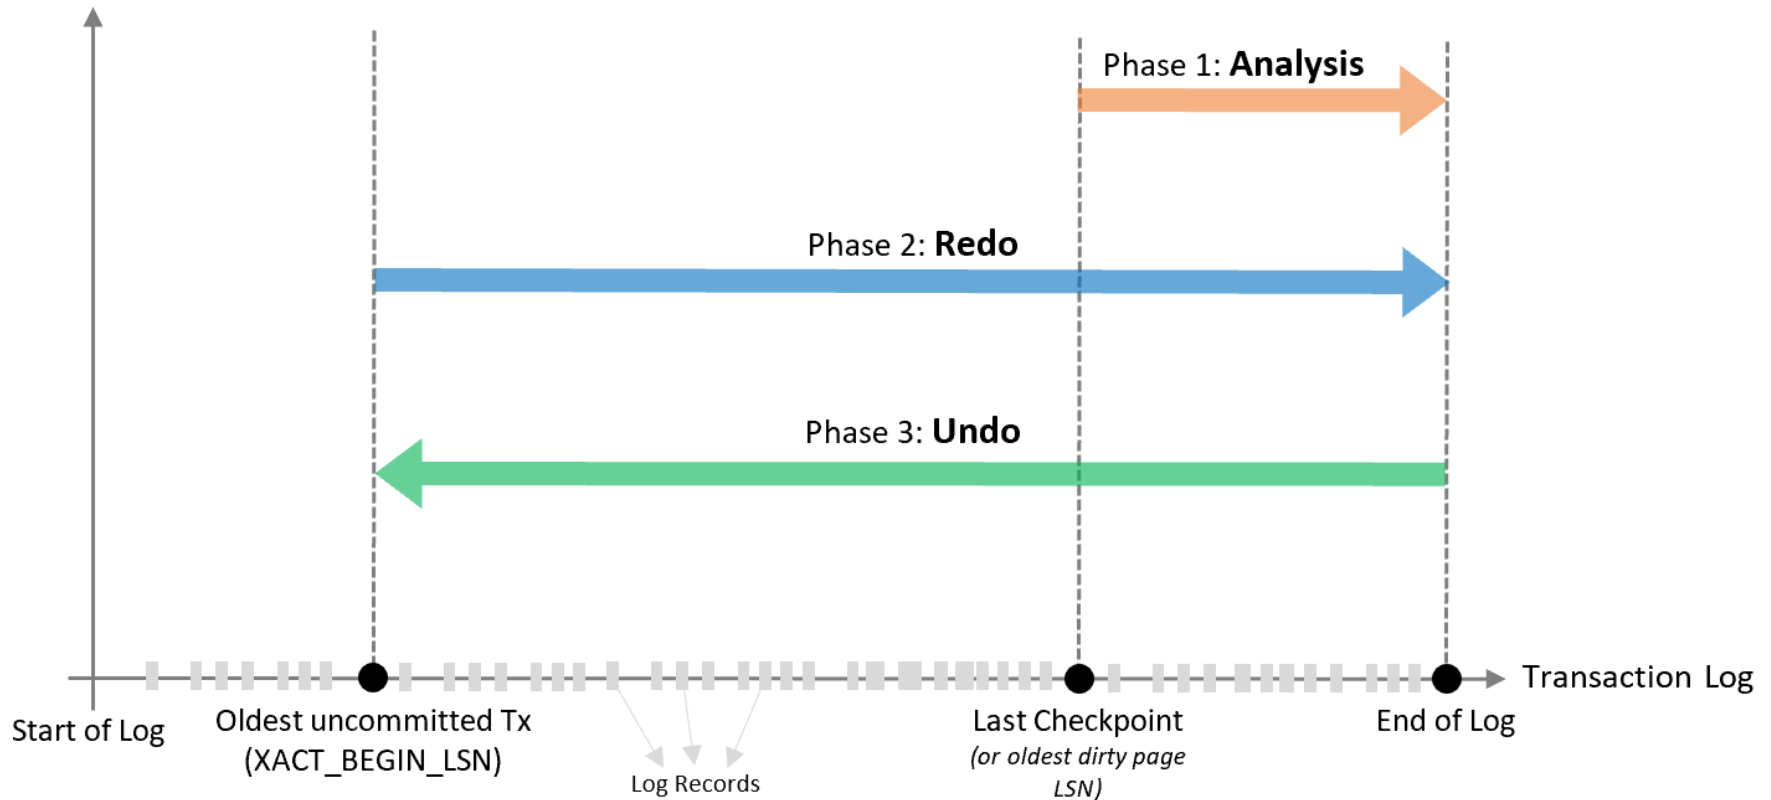 Phase 1: Analysis
Phase 2: Redo
Phase 3: Undo
Transaction Log
Start of Log
Oldest uncommitted Tx
(XACT_BEGIN_LSN)
Log Records
Last Checkpoint
(or oldest dirty page
LSN)
End of Log